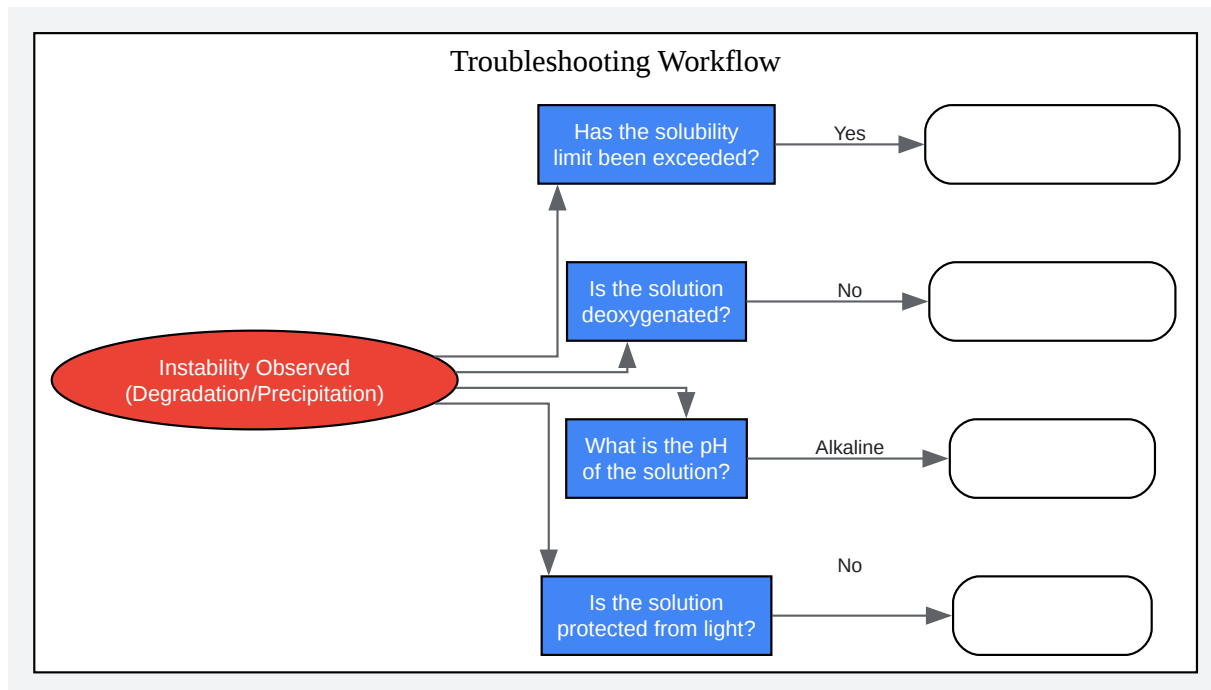 Troubleshooting Workflow
Has the solubility
limit been exceeded?
Yes
Is the solution
deoxygenated?
No
Instability Observed
(Degradation/Precipitation)
What is the pH
of the solution?
Alkaline
Is the solution
protected from light?
No